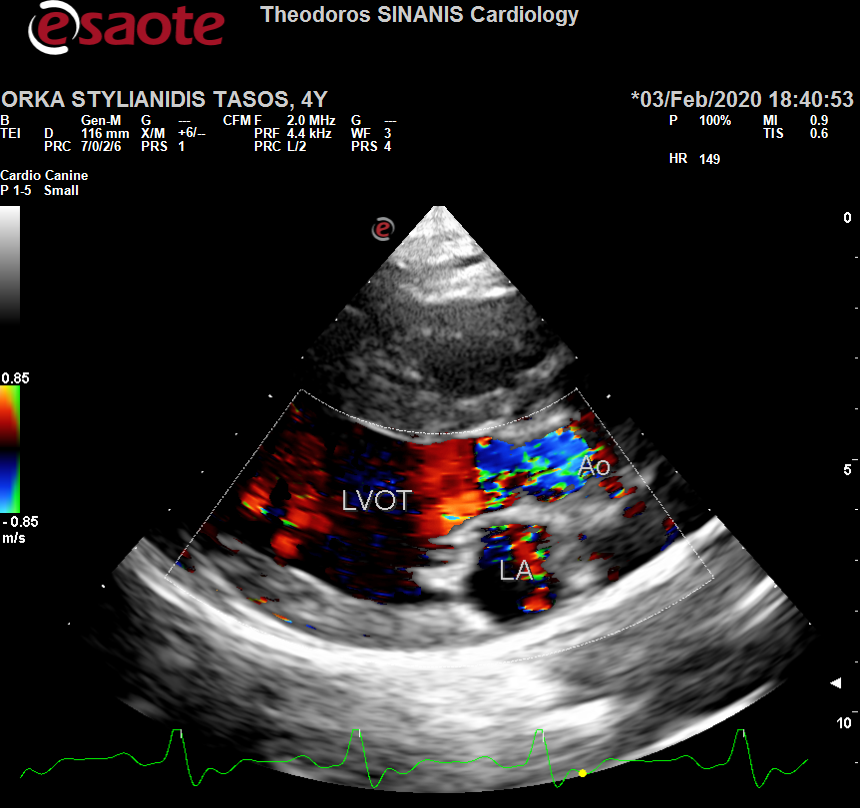 esaote
Theodoros SINANIS Cardiology
ORKA STYLIANIDIS TASOS, 4Y
*03/Feb/2020 18:40:53
B Gen-M G --- CFM F 2.0 MHz G --- P 100% MI 0.9
TEI D 116 mm X/M +6/-- PRF 4.4 kHz WF 3 TIS 0.6
PRC 7/0/2/6 PRS 1 PRC L/2 PRS 4
HR 149
Cardio Canine
P 1-5 Small
e
0
0.85
5
Ao
LVOT
-0.85
m/s
LA
10